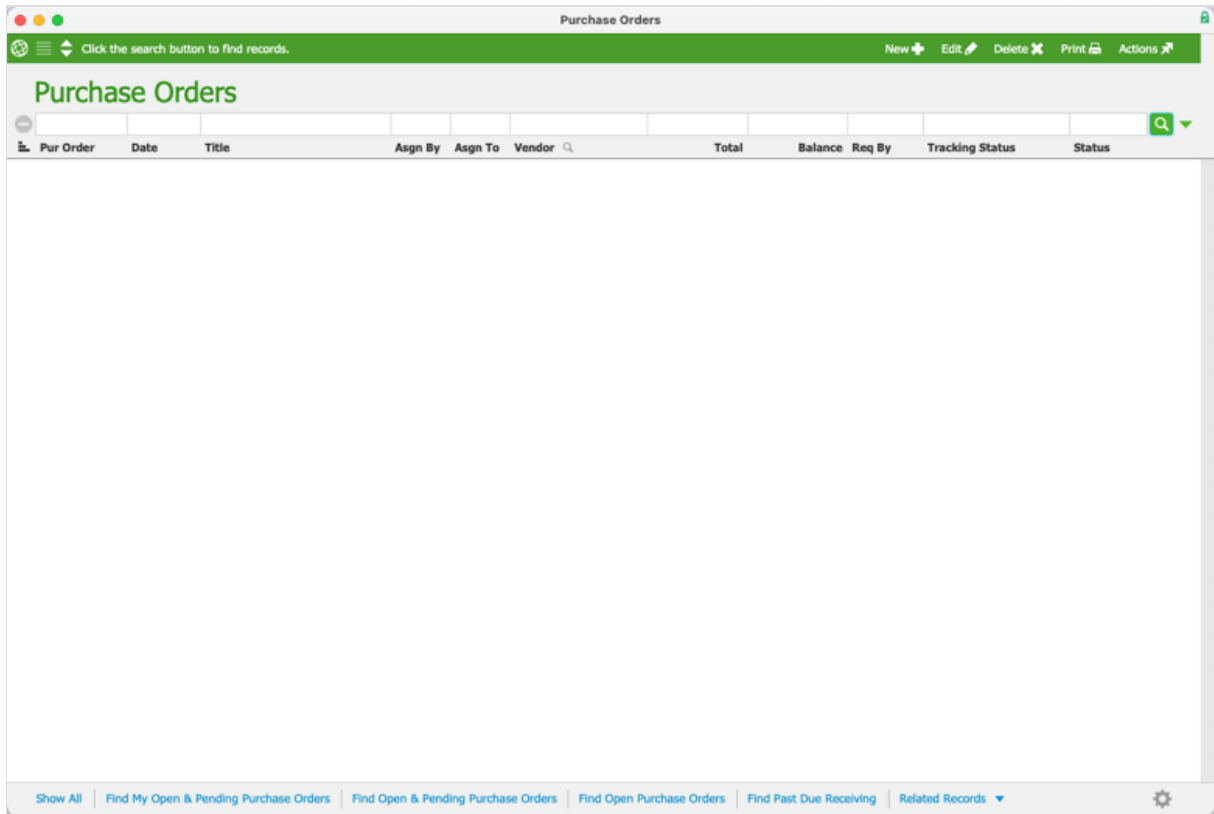 Purchase Orders
Click the search button to find records. New Edit Delete Print Actions
Purchase Orders
Pur Order Date Title Asgn By Asgn To Vendor Total Balance Req By Tracking Status Status
Show All Find My Open & Pending Purchase Orders Find Open & Pending Purchase Orders Find Open Purchase Orders Find Past Due Receiving Related Records